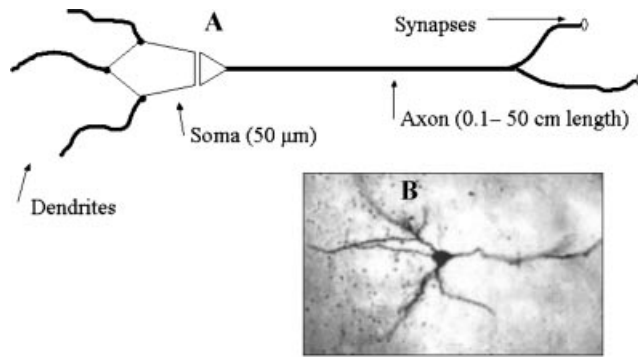 A
Synapses
Soma (50 μm)
Axon (0.1– 50 cm length)
Dendrites
B